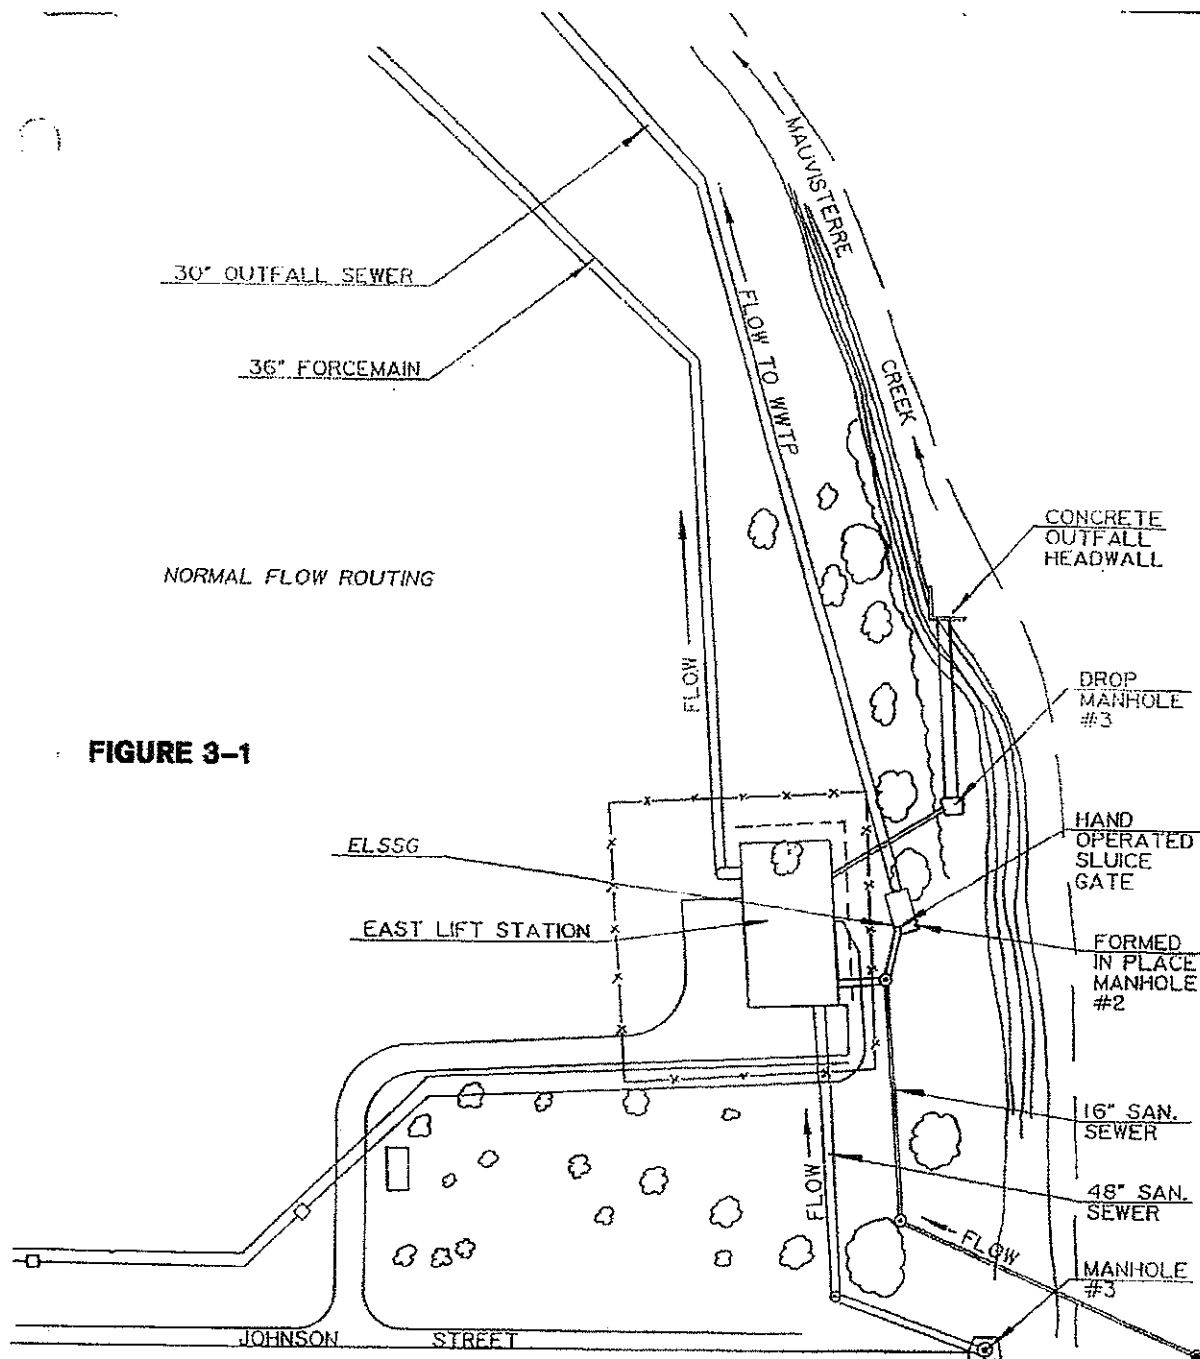 MAUVISTERRE
CREEK
30" OUTFALL SEWER
36" FORCEMAIN
FLOW TO WWTP
NORMAL FLOW ROUTING
CONCRETE
OUTFALL
HEADWALL
FLOW
DROP
MANHOLE
#3
FIGURE 3-1
HAND
OPERATED
SLUICE
GATE
ELSSG
EAST LIFT STATION
FORMED
IN PLACE
MANHOLE
#2
16" SAN.
SEWER
FLOW
48" SAN.
SEWER
FLOW
MANHOLE
#3
JOHNSON STREET